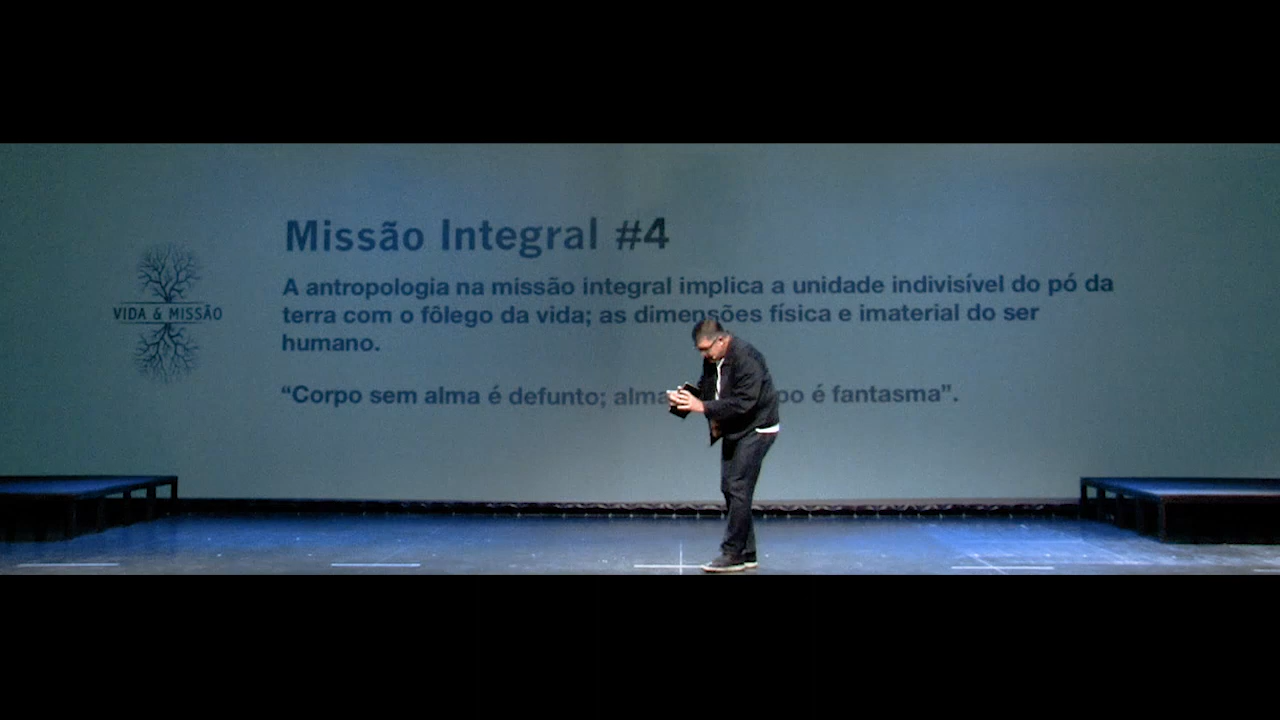 Missão Integral #4
A antropologia na missão integral implica a unidade indivisível do pó da
terra com o fôlego da vida; as dimensões física e imaterial do ser
humano.
VIDA & MISSÃO
“Corpo sem alma é defunto; alma po é fantasma”.